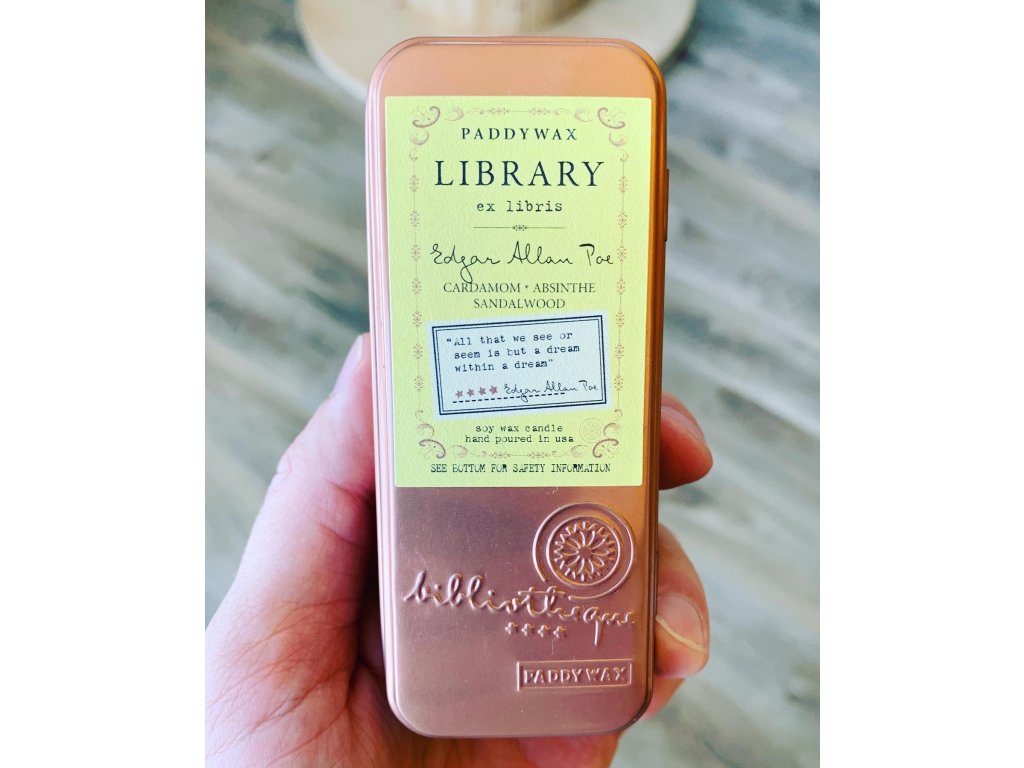 PADDYWAX
LIBRARY
ex libris
Edgar Allan Poe
CARDAMOM • ABSINTHE
SANDALWOOD
"All that we see or
seem is but a dream
within a dream"
Edgar Allan Poe
soy wax candle
hand poured in usa
SEE BOTTOM FOR SAFETY INFORMATION
bibliothèque
PADDYWAX